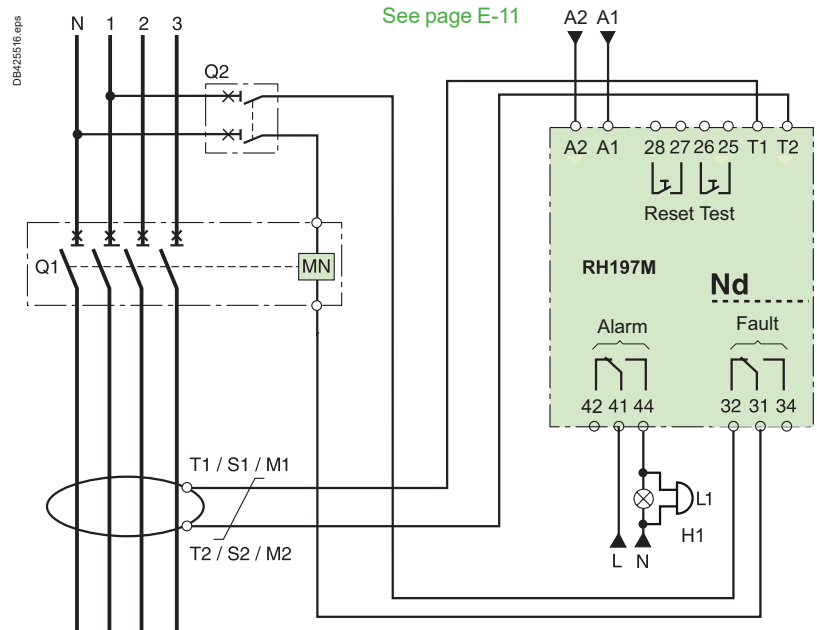 DB425516.eps
See page E-11
N 1 2 3
A2 A1
Q2
A2 A1 28 27 26 25 T1 T2
Reset Test
Q1
MN
RH197M
Nd
Alarm
Fault
42 41 44 32 31 34
T1 / S1 / M1
L1
H1
T2 / S2 / M2
L N